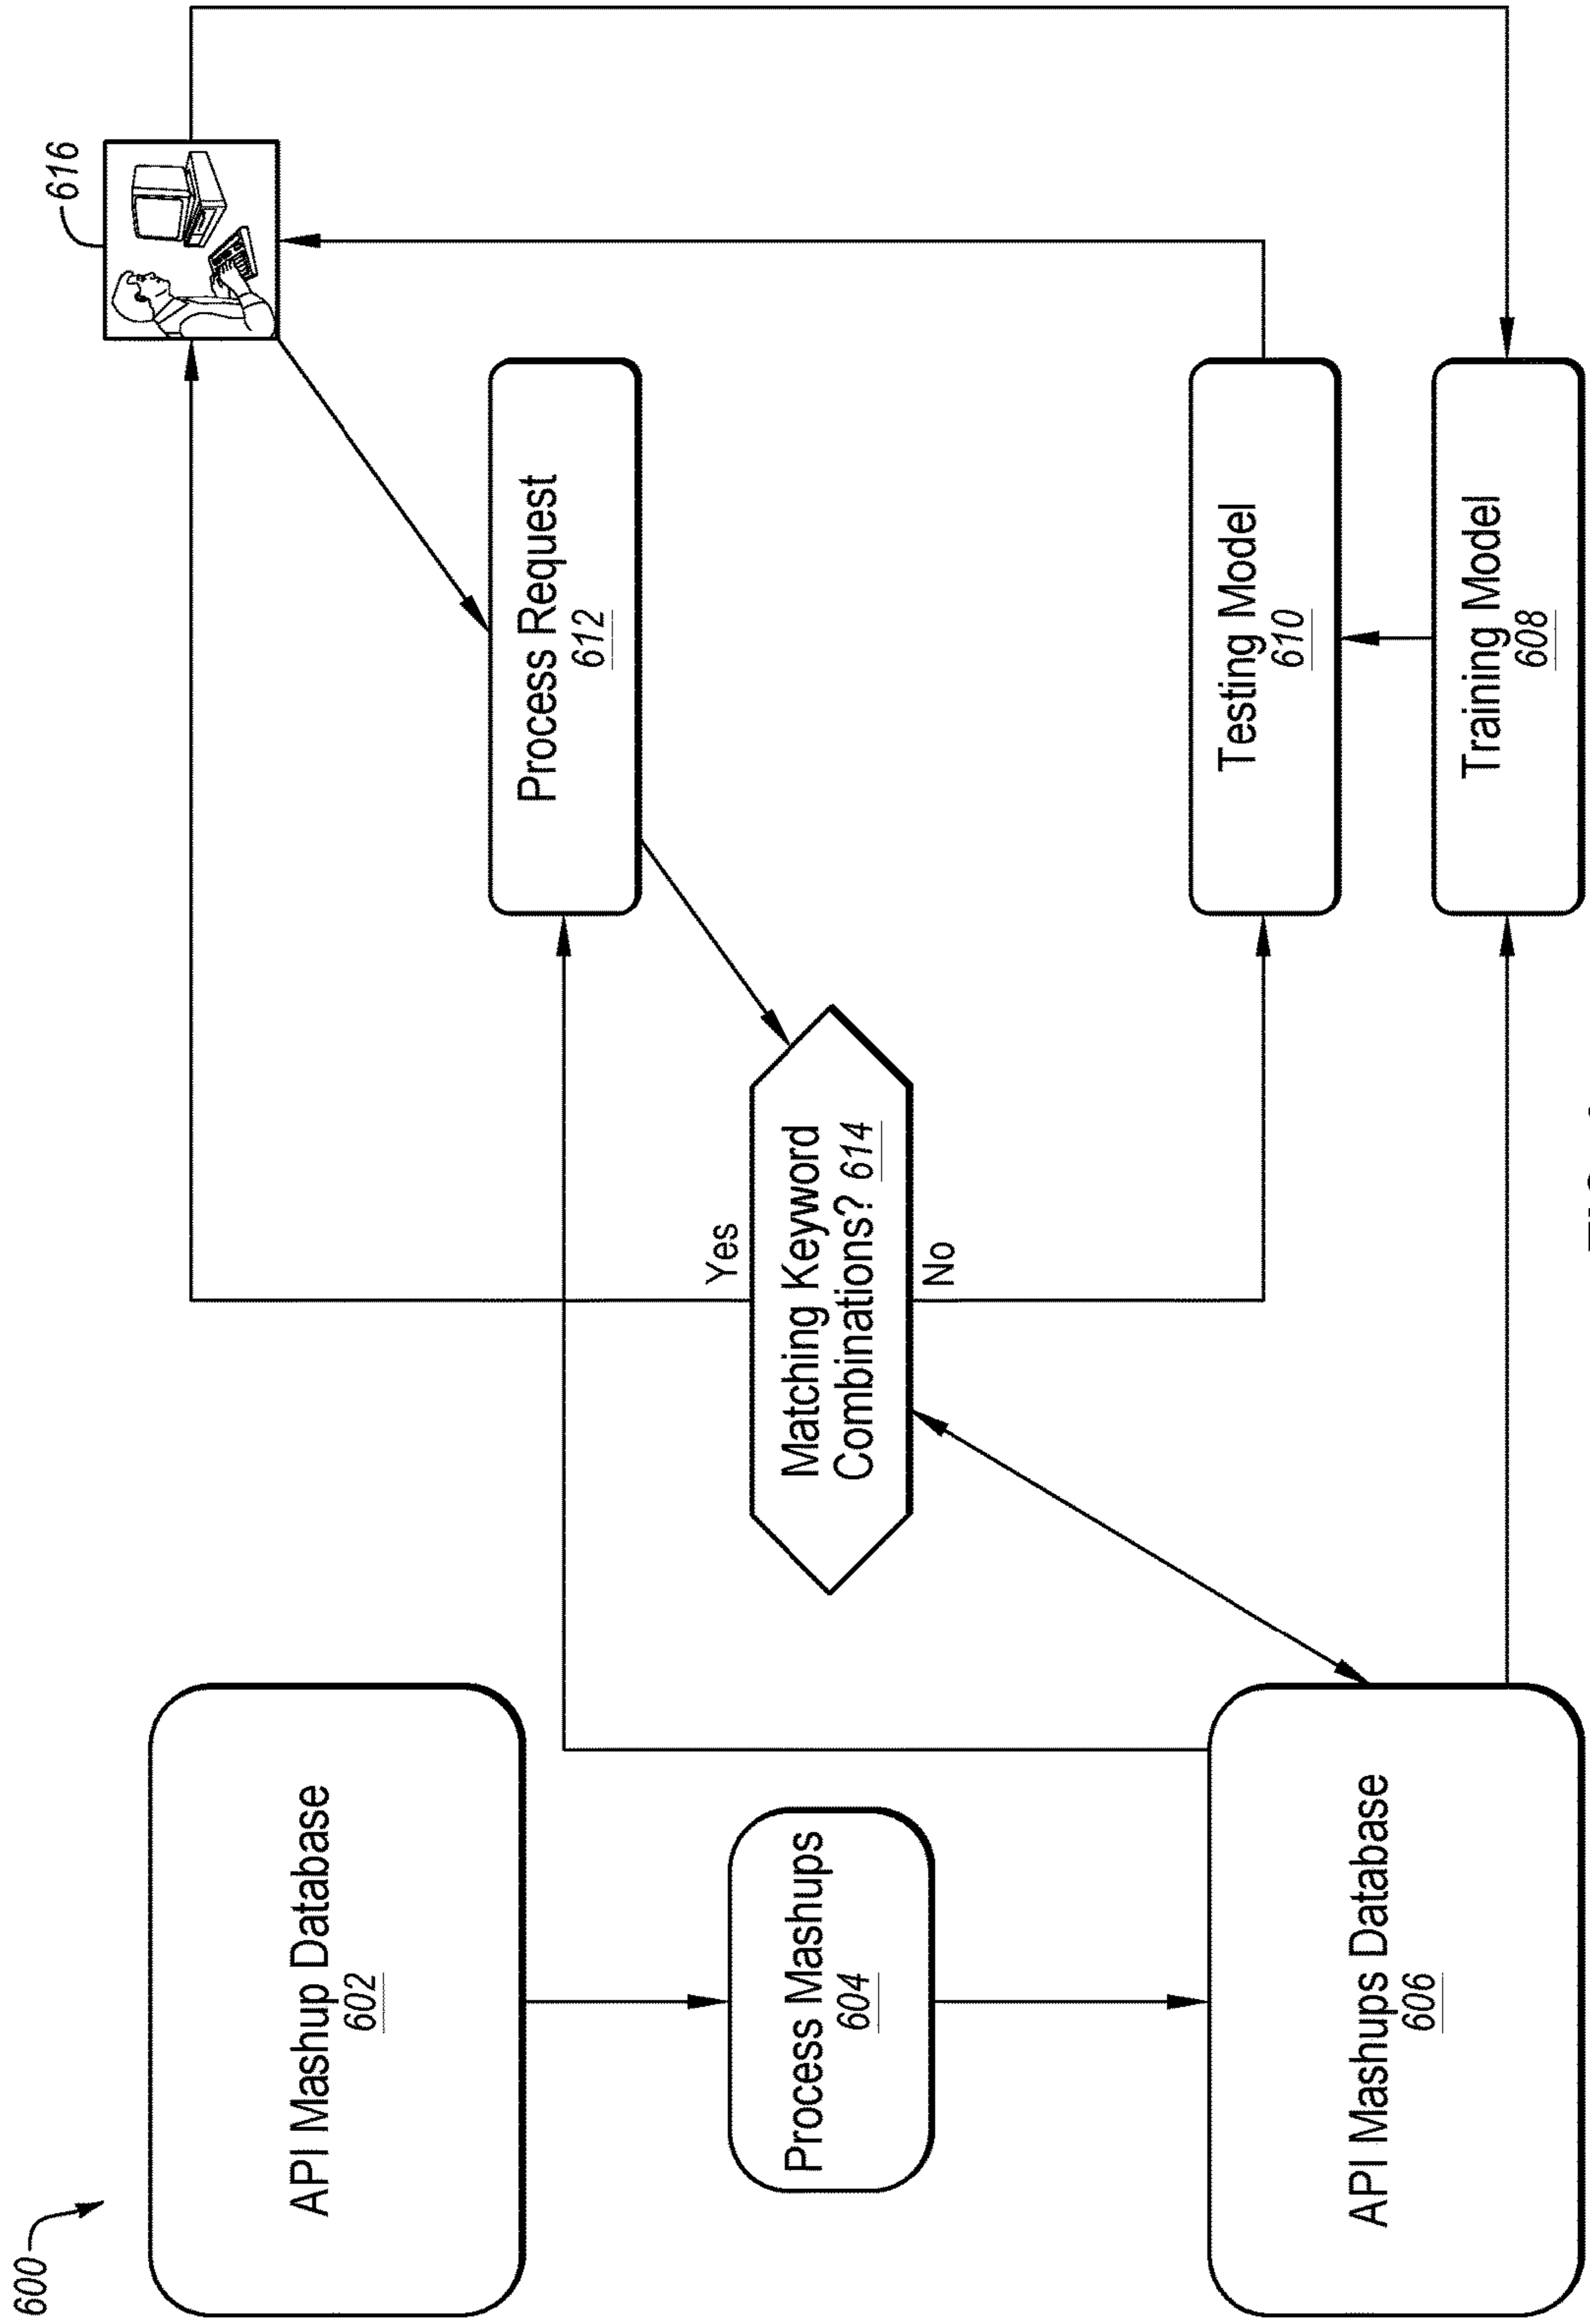 600
API Mashup Database
602
Process Mashups
604
API Mashups Database
606
Matching Keyword
Combinations? 614
Yes
No
616
Process Request
612
Testing Model
610
Training Model
608